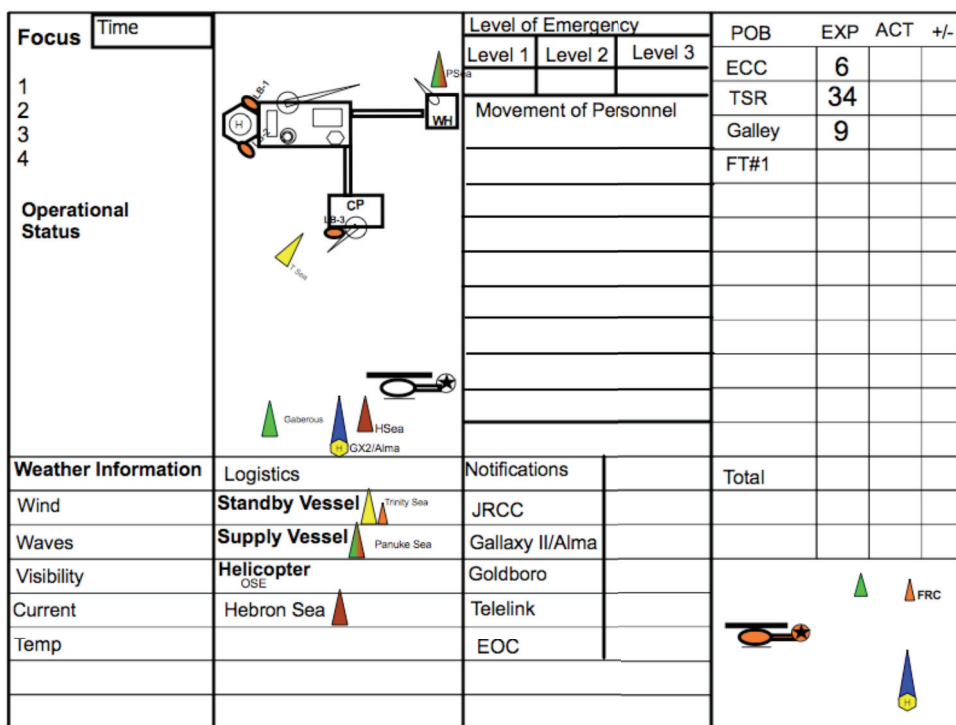 Focus
Time
1
2
3
4
Operational
Status
PSea
LB-1
H
WH
CP
LB-3
T Sea
Gaberous
HSea
H
GX2/Alma
Level of Emergency
Level 1 Level 2 Level 3
Movement of Personnel
POB EXP ACT +/-
ECC 6
TSR 34
Galley 9
FT#1
Total
Weather Information
Wind
Waves
Visibility
Current
Temp
Logistics
Standby Vessel Trinity Sea
Supply Vessel Panuke Sea
Helicopter
OSE
Hebron Sea
Notifications
JRCC
Gallaxy II/Alma
Goldboro
Telelink
EOC
FRC
H